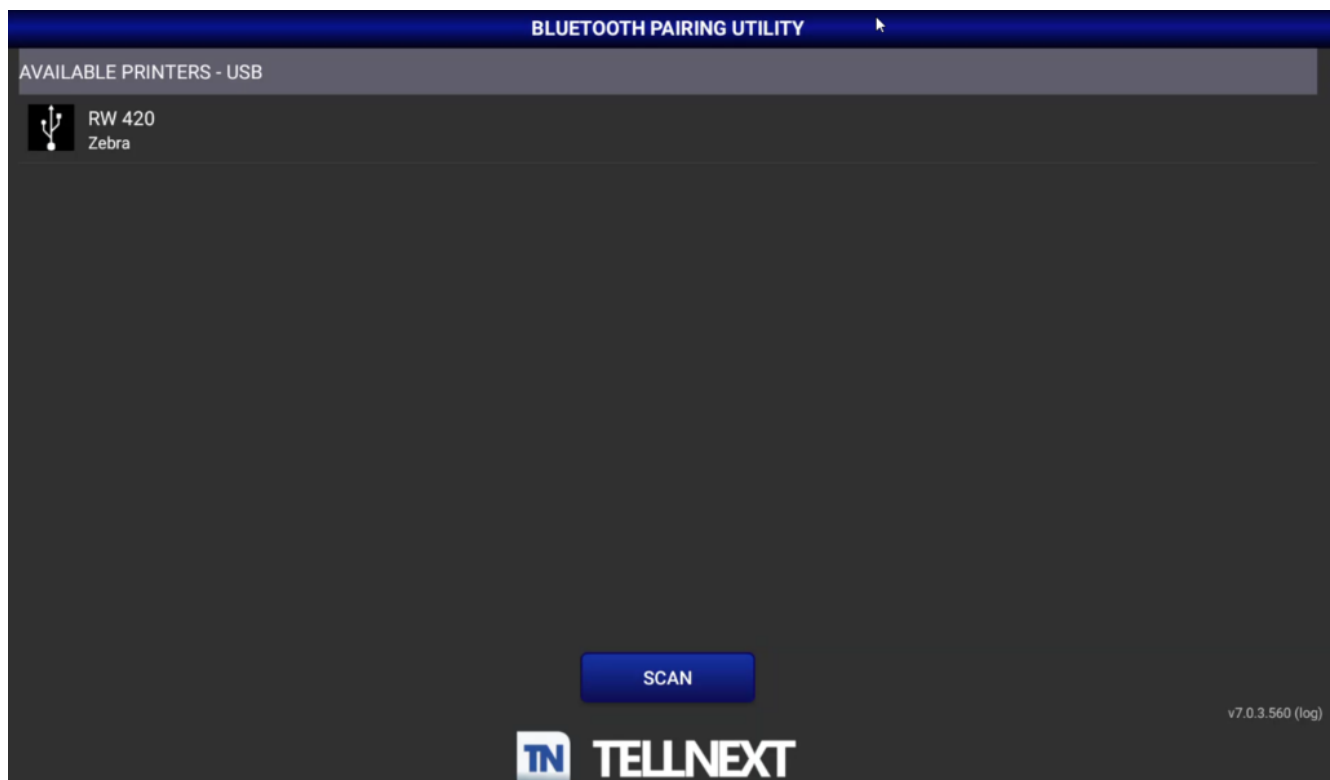 BLUETOOTH PAIRING UTILITY
AVAILABLE PRINTERS - USB
RW 420
Zebra
SCAN
v7.0.3.560 (log)
TN TELLNEXT